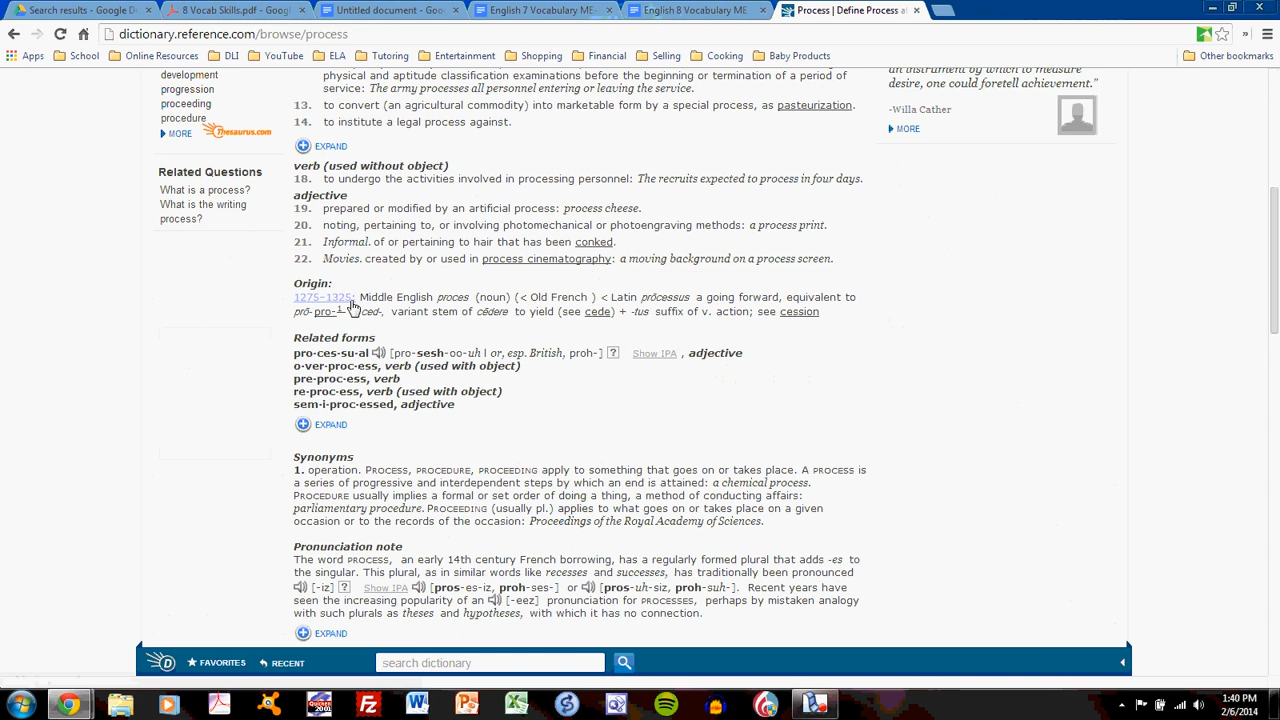 Search results - Google D
8 Vocab Skills.pdf - Googl
Untitled document - Goo
English 7 Vocabulary ME-
English 8 Vocabulary ME
Process | Define Process a
dictionary.reference.com/browse/process
Apps School Online Resources DLI YouTube ELA Tutoring Entertainment Shopping Financial Selling Cooking Baby Products Other bookmarks
development
progression
proceeding
procedure
MORE Thesaurus.com
Related Questions
What is a process?
What is the writing
process?
physical and aptitude classification examinations before the beginning or termination of a period of
service: The army processes all personnel entering or leaving the service.
13. to convert (an agricultural commodity) into marketable form by a special process, as pasteurization.
14. to institute a legal process against.
EXPAND
verb (used without object)
18. to undergo the activities involved in processing personnel: The recruits expected to process in four days.
adjective
19. prepared or modified by an artificial process: process cheese.
20. noting, pertaining to, or involving photomechanical or photoengraving methods: a process print.
21. Informal. of or pertaining to hair that has been conked.
22. Movies. created by or used in process cinematography: a moving background on a process screen.
Origin:
1275–1325; Middle English proces (noun) (< Old French ) < Latin prōcessus a going forward, equivalent to
prō- pro-1 ced-, variant stem of cēdere to yield (see cede) + -tus suffix of v. action; see cession
Related forms
pro·ces·su·al [pro-sesh-oo-uh l or, esp. British, proh-] ? Show IPA , adjective
o·ver·proc·ess, verb (used with object)
pre·proc·ess, verb
re·proc·ess, verb (used with object)
sem·i·proc·essed, adjective
EXPAND
Synonyms
1. operation. PROCESS, PROCEDURE, PROCEEDING apply to something that goes on or takes place. A PROCESS is
a series of progressive and interdependent steps by which an end is attained: a chemical process.
PROCEDURE usually implies a formal or set order of doing a thing, a method of conducting affairs:
parliamentary procedure. PROCEEDING (usually pl.) applies to what goes on or takes place on a given
occasion or to the records of the occasion: Proceedings of the Royal Academy of Sciences.
Pronunciation note
The word PROCESS, an early 14th century French borrowing, has a regularly formed plural that adds -es to
the singular. This plural, as in similar words like recesses and successes, has traditionally been pronounced
[-iz] ? Show IPA [pros-es-iz, proh-ses-] or [pros-uh-siz, proh-suh-]. Recent years have
seen the increasing popularity of an [-eez] pronunciation for PROCESSES, perhaps by mistaken analogy
with such plurals as theses and hypotheses, with which it has no connection.
EXPAND
an instrument by which to measure
desire, one could foretell achievement."
-Willa Cather
MORE
FAVORITES RECENT search dictionary
1:40 PM
2/6/2014